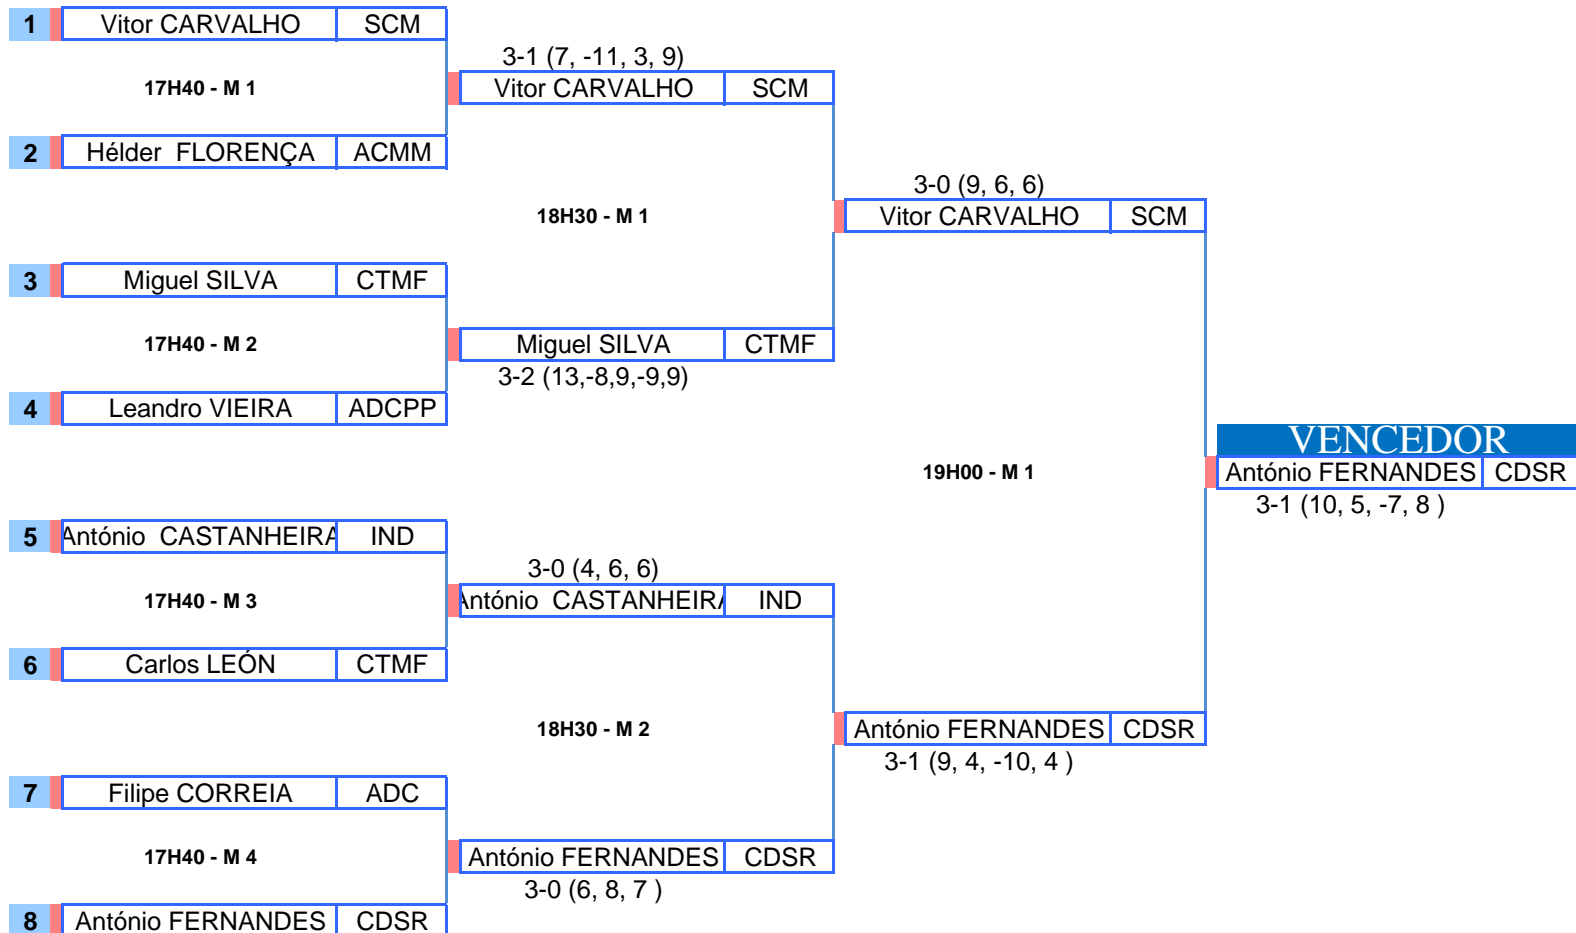 1 Vitor CARVALHO SCM
3-1 (7, -11, 3, 9)
17H40 - M 1 Vitor CARVALHO SCM
2 Hélder FLORENÇA ACMM
3-0 (9, 6, 6)
18H30 - M 1 Vitor CARVALHO SCM
3 Miguel SILVA CTMF
17H40 - M 2 Miguel SILVA CTMF
3-2 (13,-8,9,-9,9)
4 Leandro VIEIRA ADCPP
VENCEDOR
19H00 - M 1 António FERNANDES CDSR
3-1 (10, 5, -7, 8 )
5 António CASTANHEIRA IND
3-0 (4, 6, 6)
17H40 - M 3 António CASTANHEIRA IND
6 Carlos LEÓN CTMF
18H30 - M 2 António FERNANDES CDSR
3-1 (9, 4, -10, 4 )
7 Filipe CORREIA ADC
17H40 - M 4 António FERNANDES CDSR
3-0 (6, 8, 7 )
8 António FERNANDES CDSR